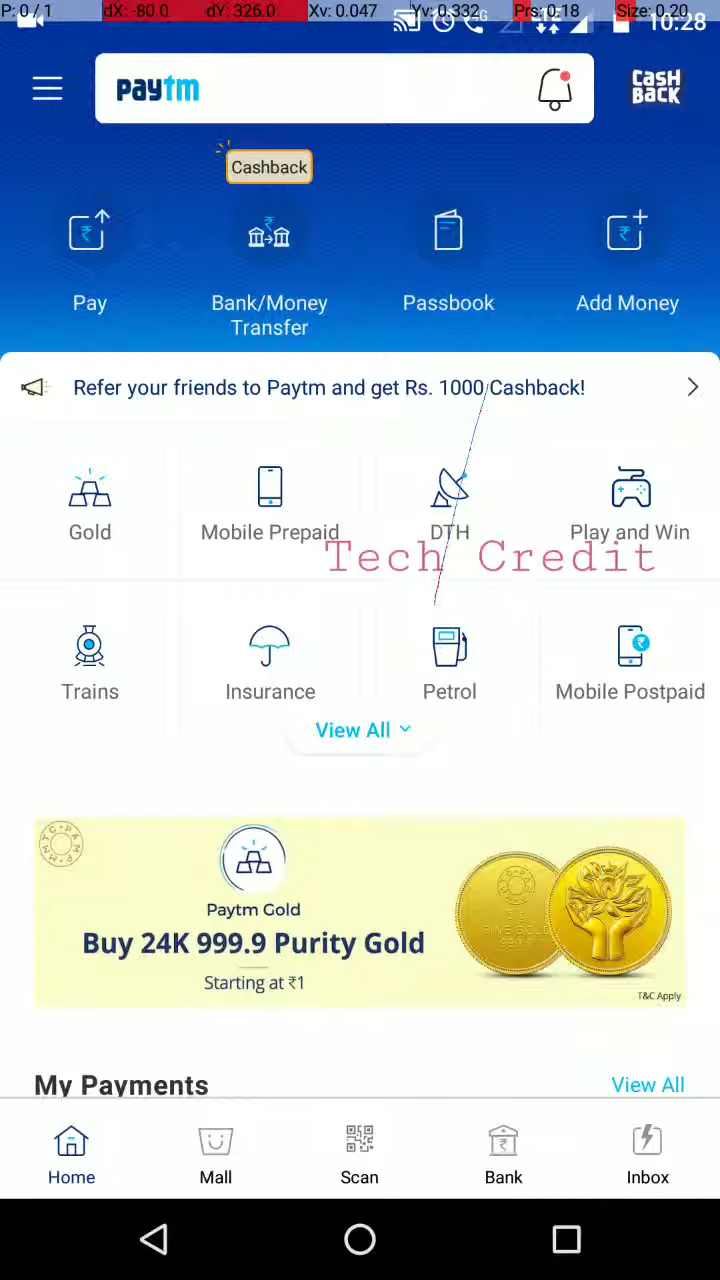 P: 0 / 1 dX: -80.0 dY: 326.0 Xv: 0.047 Yv: 0.332 Prs: 0.18 Size: 0.20
10:28
paytm
CASH
BACK
Cashback
Pay
Bank/Money
Transfer
Passbook
Add Money
Refer your friends to Paytm and get Rs. 1000 Cashback!
Gold
Mobile Prepaid
DTH
Play and Win
Tech Credit
Trains
Insurance
Petrol
Mobile Postpaid
View All
Paytm Gold
Buy 24K 999.9 Purity Gold
Starting at ₹1
T&C Apply
My Payments
View All
Home
Mall
Scan
Bank
Inbox